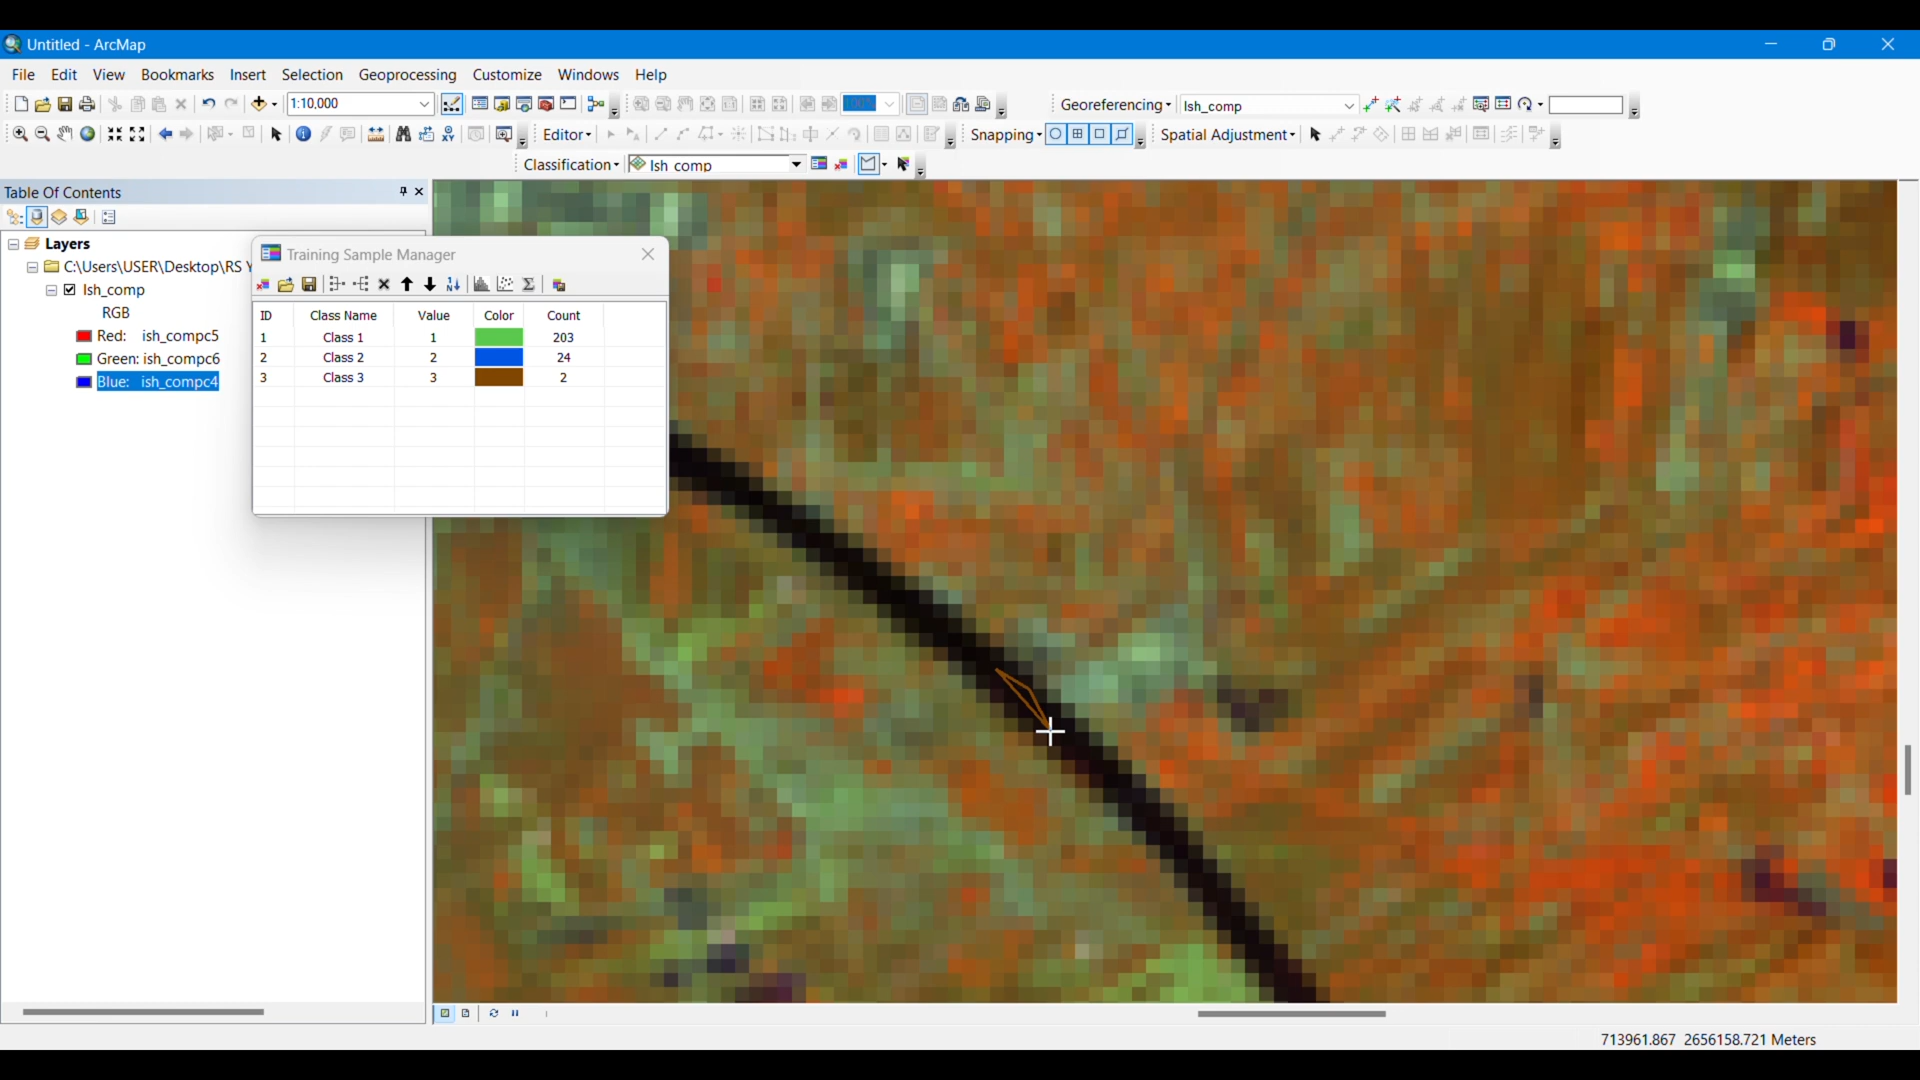 Untitled - ArcMap
File Edit View Bookmarks Insert Selection Geoprocessing Customize Windows Help
1:10,000 100% Georeferencing Ish_comp
Editor Snapping Spatial Adjustment
Classification Ish comp
Table Of Contents
Layers
C:\Users\USER\Desktop\RS
Ish_comp
RGB
Red: ish_compc5
Green: ish_compc6
Blue: ish_compc4
Training Sample Manager
ID Class Name Value Color Count
1 Class 1 1 203
2 Class 2 2 24
3 Class 3 3 2
713961.867 2656158.721 Meters